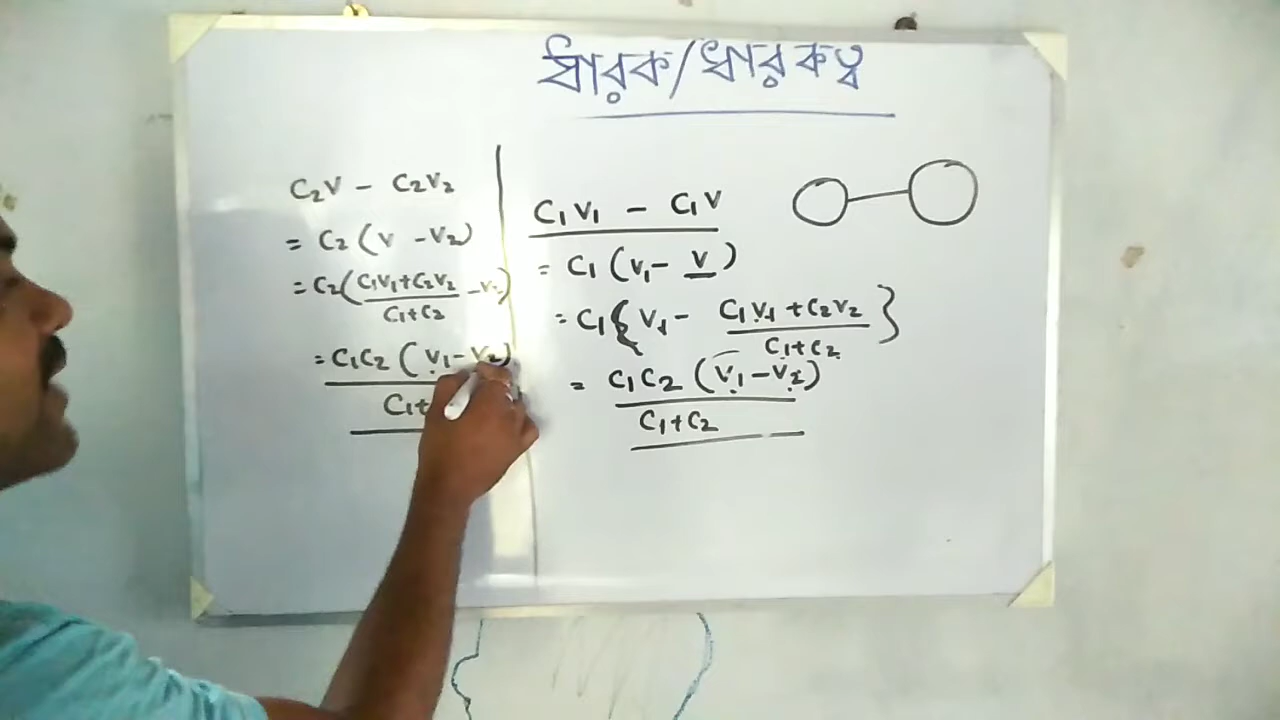 ধারক/ধারকত্ব
C₂V - C₂V₂
= C₂(V - V₂)
= C₂(C₁V₁+C₂V₂/C₁+C₂ - V₂)
= C₁C₂(V₁-V₂)
C₁+
C₁V₁ - C₁V
= C₁(V₁- V)
= C₁{V₁ - C₁V₁+C₂V₂/C₁+C₂}
= C₁C₂(V₁-V₂)
C₁+C₂